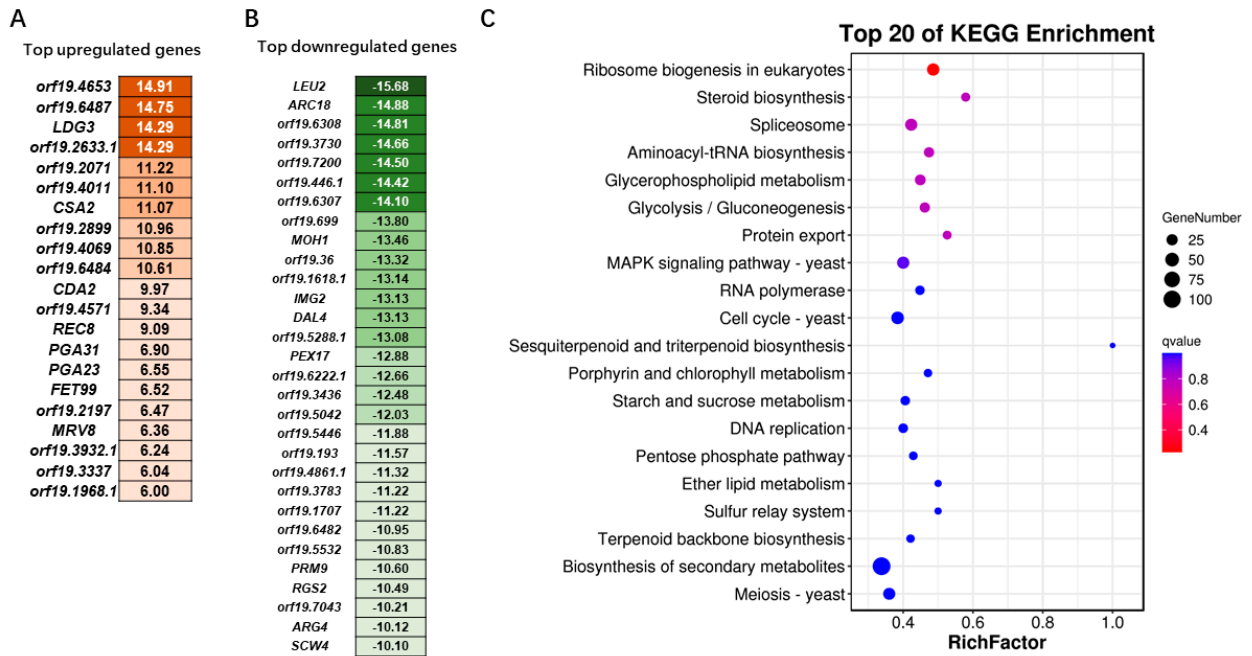 A
Top upregulated genes
orf19.4653 14.91
orf19.6487 14.75
LDG3 14.29
orf19.2633.1 14.29
orf19.2071 11.22
orf19.4011 11.10
CSA2 11.07
orf19.2899 10.96
orf19.4069 10.85
orf19.6484 10.61
CDA2 9.97
orf19.4571 9.34
REC8 9.09
PGA31 6.90
PGA23 6.55
FET99 6.52
orf19.2197 6.47
MRV8 6.36
orf19.3932.1 6.24
orf19.3337 6.04
orf19.1968.1 6.00
B
Top downregulated genes
LEU2 -15.68
ARC18 -14.88
orf19.6308 -14.81
orf19.3730 -14.66
orf19.7200 -14.50
orf19.446.1 -14.42
orf19.6307 -14.10
orf19.699 -13.80
MOH1 -13.46
orf19.36 -13.32
orf19.1618.1 -13.14
IMG2 -13.13
DAL4 -13.13
orf19.5288.1 -13.08
PEX17 -12.88
orf19.6222.1 -12.66
orf19.3436 -12.48
orf19.5042 -12.03
orf19.5446 -11.88
orf19.193 -11.57
orf19.4861.1 -11.32
orf19.3783 -11.22
orf19.1707 -11.22
orf19.6482 -10.95
orf19.5532 -10.83
PRM9 -10.60
RGS2 -10.49
orf19.7043 -10.21
ARG4 -10.12
SCW4 -10.10
C
Top 20 of KEGG Enrichment
Ribosome biogenesis in eukaryotes
Steroid biosynthesis
Spliceosome
Aminoacyl-tRNA biosynthesis
Glycerophospholipid metabolism
Glycolysis / Gluconeogenesis
Protein export
MAPK signaling pathway - yeast
RNA polymerase
Cell cycle - yeast
Sesquiterpenoid and triterpenoid biosynthesis
Porphyrin and chlorophyll metabolism
Starch and sucrose metabolism
DNA replication
Pentose phosphate pathway
Ether lipid metabolism
Sulfur relay system
Terpenoid backbone biosynthesis
Biosynthesis of secondary metabolites
Meiosis - yeast
0.4 0.6 0.8 1.0
RichFactor
GeneNumber
25
50
75
100
qvalue
0.8
0.6
0.4